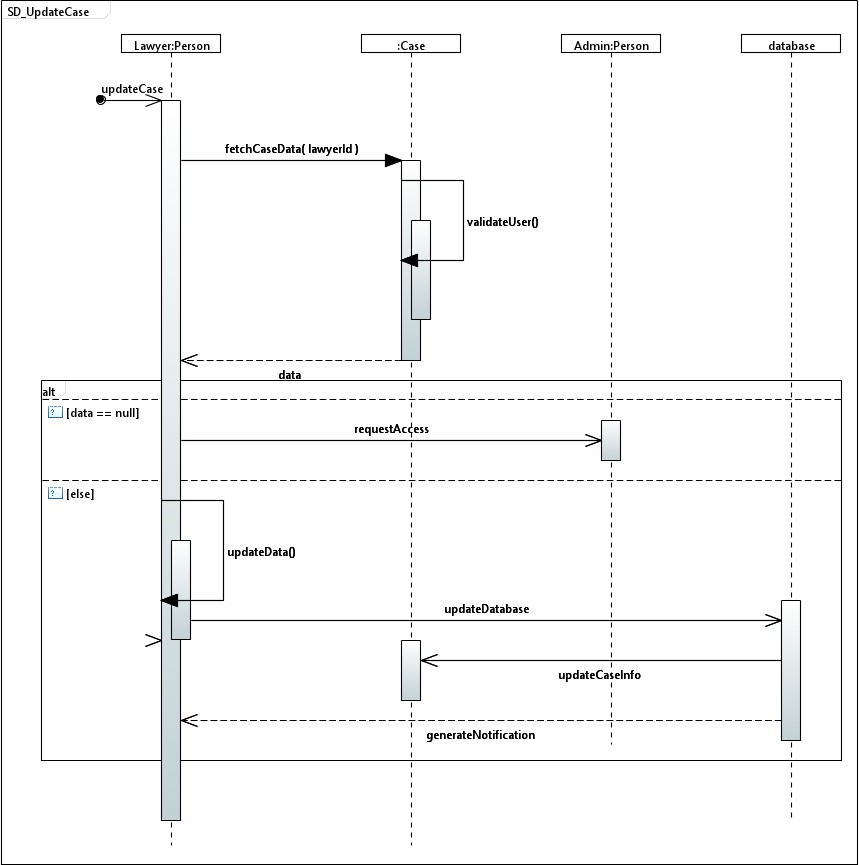 SD_UpdateCase
Lawyer:Person
:Case
Admin:Person
database
updateCase
fetchCaseData( lawyerId )
validateUser()
data
alt
[data == null]
requestAccess
[else]
updateData()
updateDatabase
updateCaseInfo
generateNotification